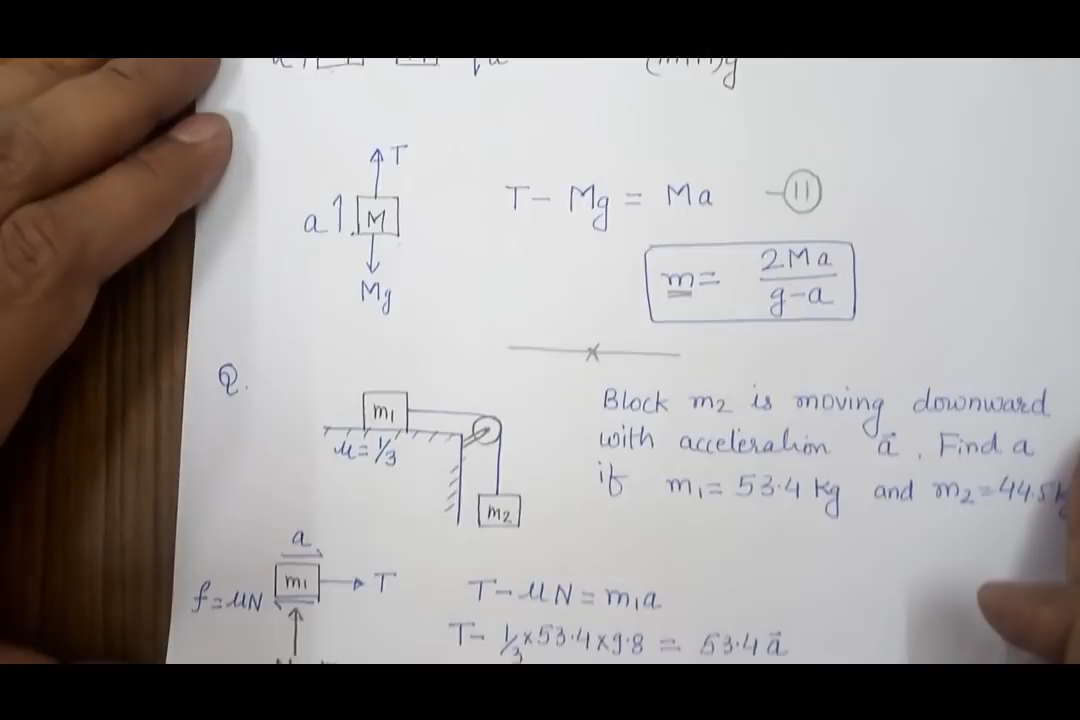 T
a M
Mg
T - Mg = Ma - 11
m = 2Ma / g-a
Q.
m1
μ = 1/3
m2
Block m2 is moving downward
with acceleration a⃗. Find a
if m1 = 53.4 Kg and m2 = 44.5
a
m1 T
f = μN
T - μN = m1a
T - 1/3 × 53.4 × 9.8 = 53.4 a⃗